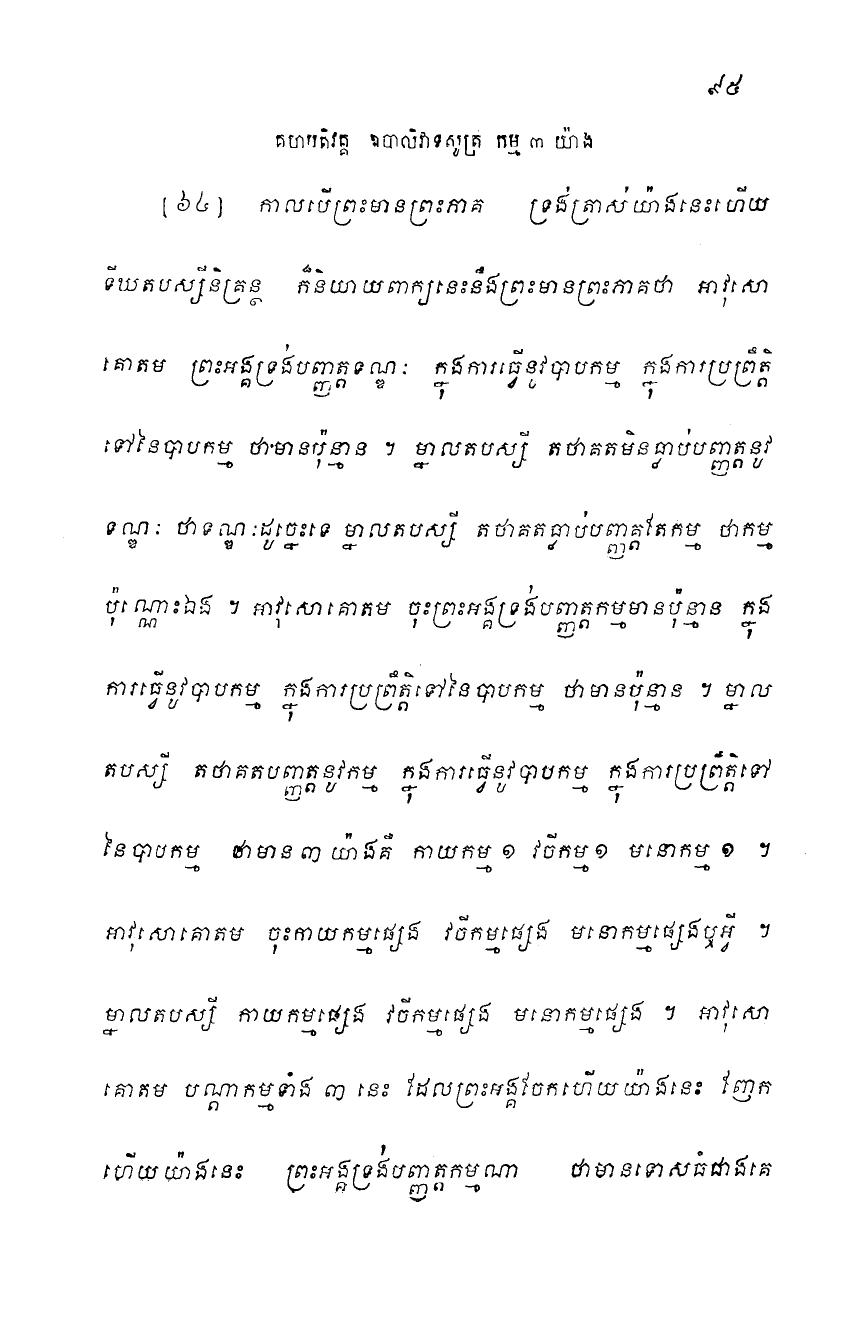 ៩៥
គហបតិវគ្គ ឯបាលិវាទសូត្រ កម្ម ៣ យ៉ាង
[៦៤] កាលបើព្រះមានព្រះភាគ ទ្រង់ត្រាស់យ៉ាងនេះហើយ
ទីឃតបស្សីនិគ្រន្ថ ក៏និយាយពាក្យនេះនឹងព្រះមានព្រះភាគថា អាវុសោ
គោតម ព្រះអង្គទ្រង់បញ្ញត្តទណ្ឌៈ ក្នុងការធ្វើនូវបាបកម្ម ក្នុងការប្រព្រឹត្តិ
ទៅនៃបាបកម្ម ថាមានប៉ុន្មាន ។ ម្នាលតបស្សី តថាគតមិនធ្លាប់បញ្ញត្តនូវ
ទណ្ឌៈ ថាទណ្ឌៈដូច្នេះទេ ម្នាលតបស្សី តថាគតធ្លាប់បញ្ញត្តតែកម្ម ថាកម្ម
ប៉ុណ្ណោះឯង ។ អាវុសោគោតម ចុះព្រះអង្គទ្រង់បញ្ញត្តកម្មមានប៉ុន្មាន ក្នុង
ការធ្វើនូវបាបកម្ម ក្នុងការប្រព្រឹត្តិទៅនៃបាបកម្ម ថាមានប៉ុន្មាន ។ ម្នាល
តបស្សី តថាគតបញ្ញត្តនូវកម្ម ក្នុងការធ្វើនូវបាបកម្ម ក្នុងការប្រព្រឹត្តិទៅ
នៃបាបកម្ម ថាមាន ៣ យ៉ាងគឺ កាយកម្ម ១ វចីកម្ម ១ មនោកម្ម ១ ។
អាវុសោគោតម ចុះកាយកម្មផ្សេង វចីកម្មផ្សេង មនោកម្មផ្សេងឬអ្វី ។
ម្នាលតបស្សី កាយកម្មផ្សេង វចីកម្មផ្សេង មនោកម្មផ្សេង ។ អាវុសោ
គោតម បណ្តាកម្មទាំង ៣ នេះ ដែលព្រះអង្គចែកហើយយ៉ាងនេះ ញែក
ហើយយ៉ាងនេះ ព្រះអង្គទ្រង់បញ្ញត្តកម្មណា ថាមានទោសធំជាងគេ